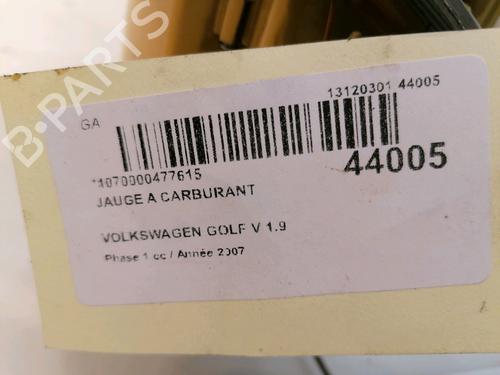 GA
13120301 44005
*1070000477615
44005
JAUGE A CARBURANT
VOLKSWAGEN GOLF V 1.9
Phase 1 cc / Année 2007
B-PARTS